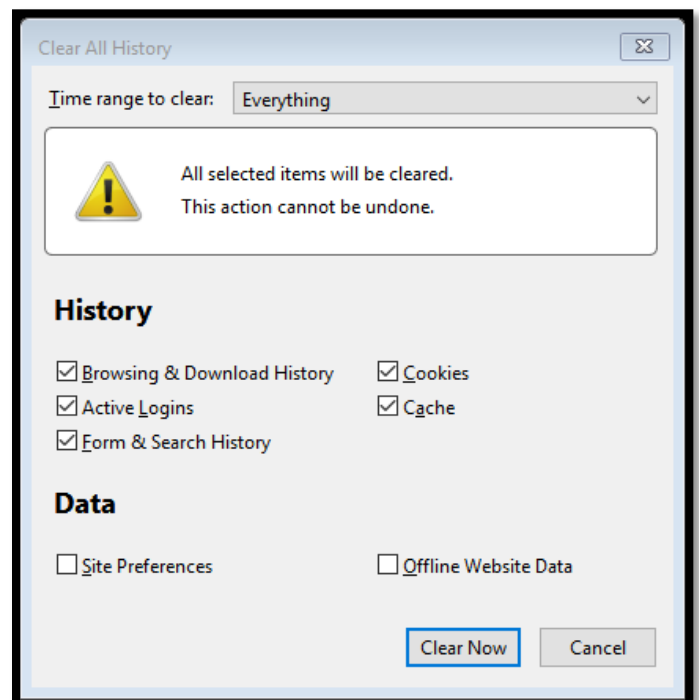 Clear All History
Time range to clear: Everything
All selected items will be cleared.
This action cannot be undone.
History
Browsing & Download History Cookies
Active Logins Cache
Form & Search History
Data
Site Preferences Offline Website Data
Clear Now Cancel